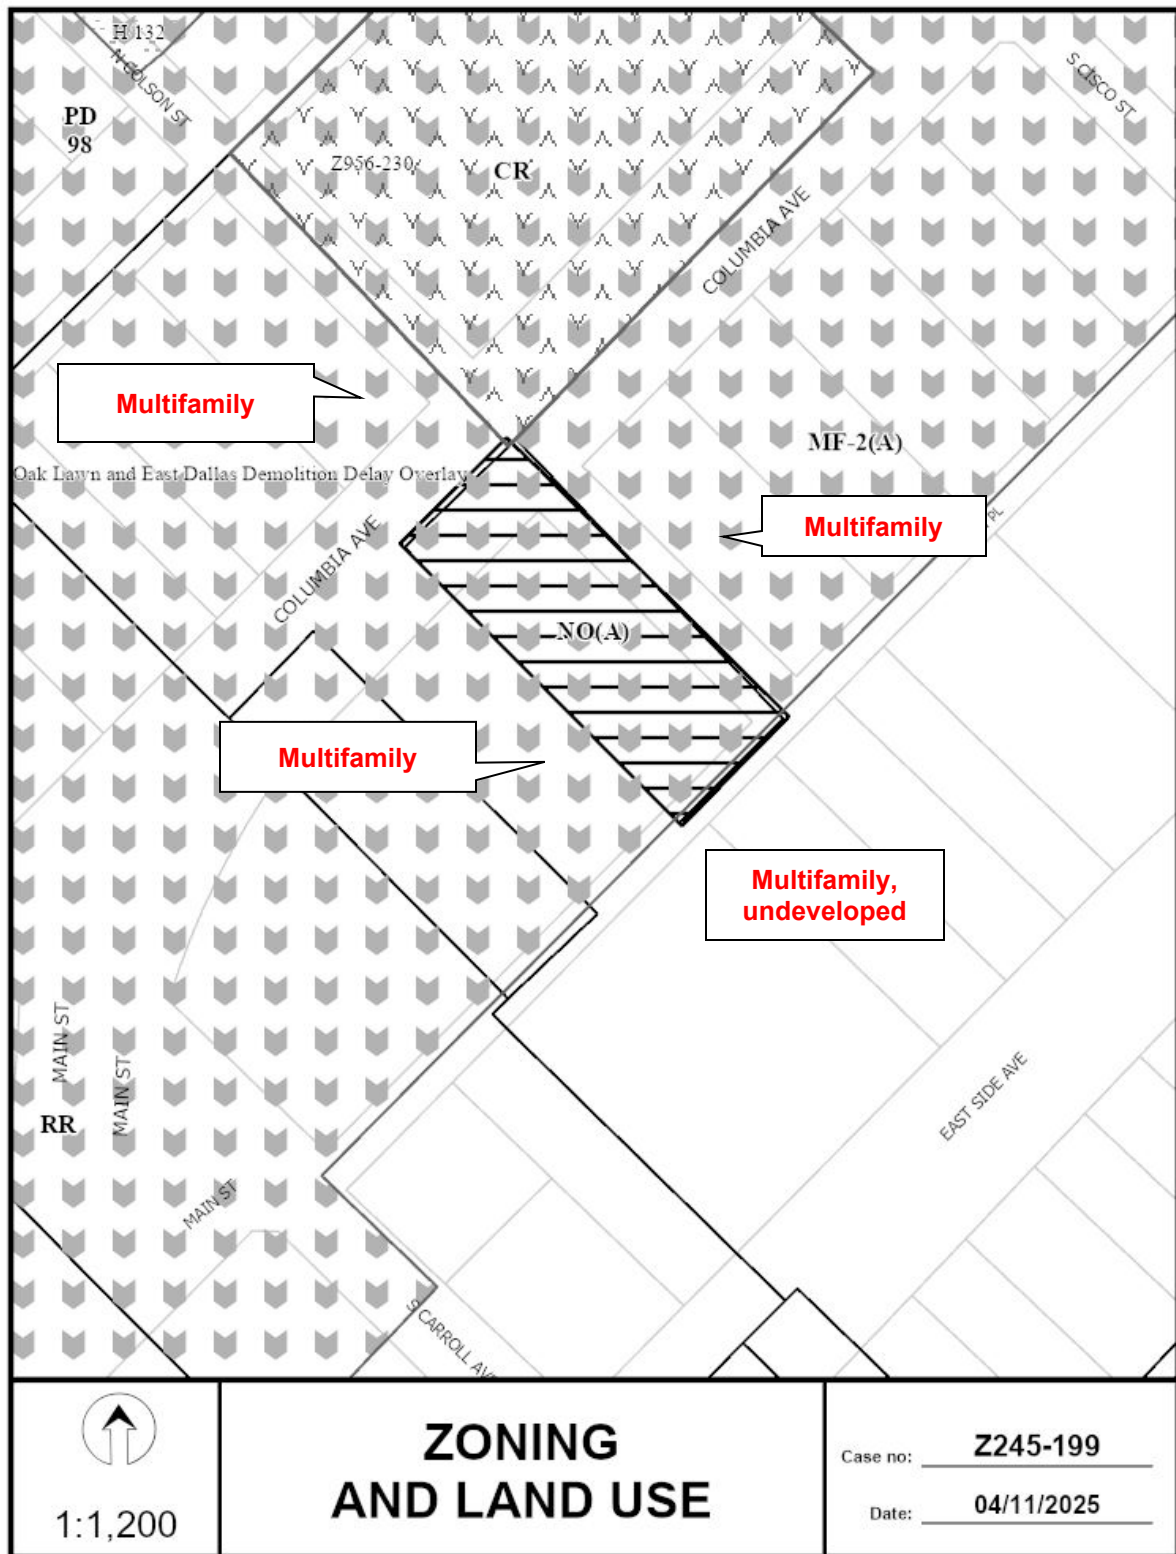 H 132
N COLSON ST
PD
98
S CISCO ST
Z956-230
CR
COLUMBIA AVE
Multifamily
MF-2(A)
Oak Lawn and East Dallas Demolition Delay Overlay
Multifamily
PL
COLUMBIA AVE
NO(A)
Multifamily
Multifamily,
undeveloped
MAIN ST
MAIN ST
EAST SIDE AVE
RR
MAIN ST
S CARROLL AVE
1:1,200
ZONING
AND LAND USE
Case no: Z245-199
Date: 04/11/2025